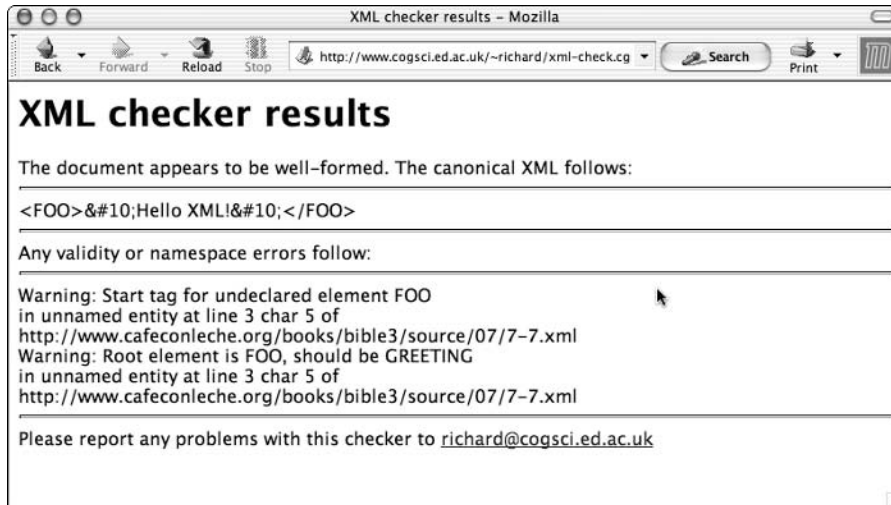 XML checker results – Mozilla
http://www.cogsci.ed.ac.uk/~richard/xml-check.cg
Search
Back
Forward
Reload
Stop
Print
XML checker results
The document appears to be well-formed. The canonical XML follows:
<FOO>&#10;Hello XML!&#10;</FOO>
Any validity or namespace errors follow:
Warning: Start tag for undeclared element FOO
in unnamed entity at line 3 char 5 of
http://www.cafeconleche.org/books/bible3/source/07/7-7.xml
Warning: Root element is FOO, should be GREETING
in unnamed entity at line 3 char 5 of
http://www.cafeconleche.org/books/bible3/source/07/7-7.xml
Please report any problems with this checker to richard@cogsci.ed.ac.uk